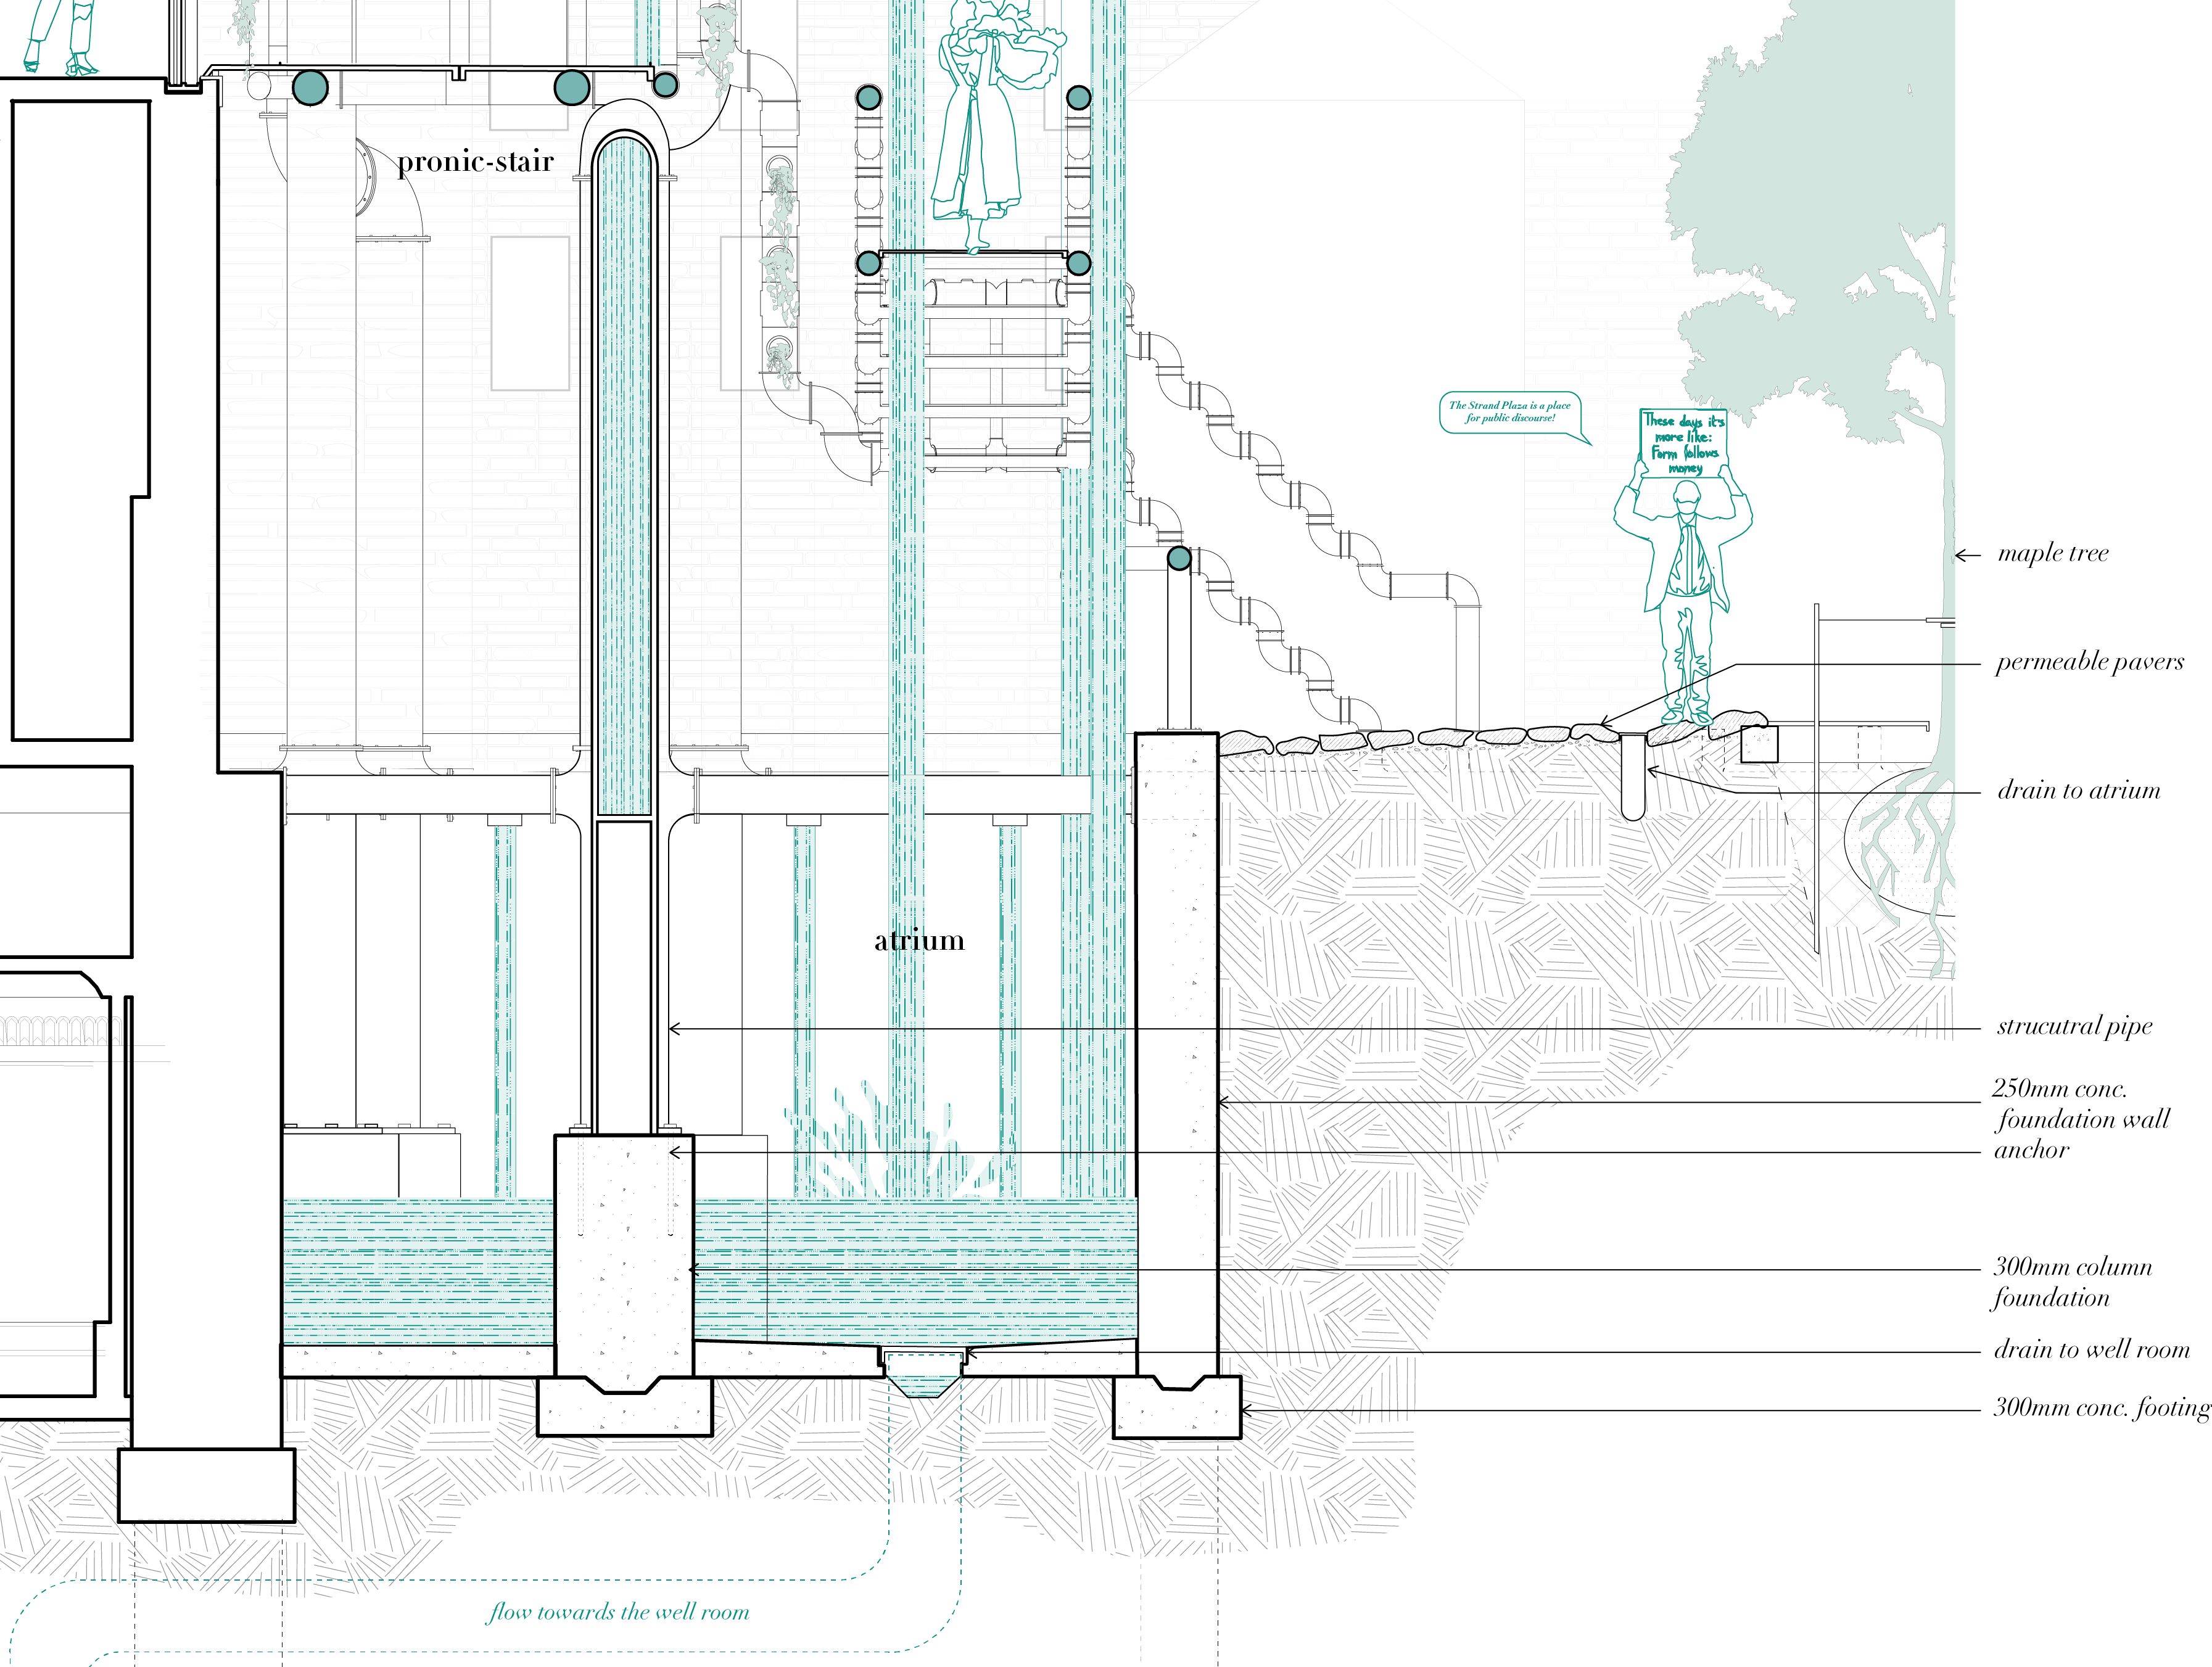 pronic-stair
The Strand Plaza is a place
for public discourse!
These days it's
more like:
Form follows
money
maple tree
permeable pavers
drain to atrium
atrium
strucutral pipe
250mm conc.
foundation wall
anchor
300mm column
foundation
drain to well room
300mm conc. footing
flow towards the well room